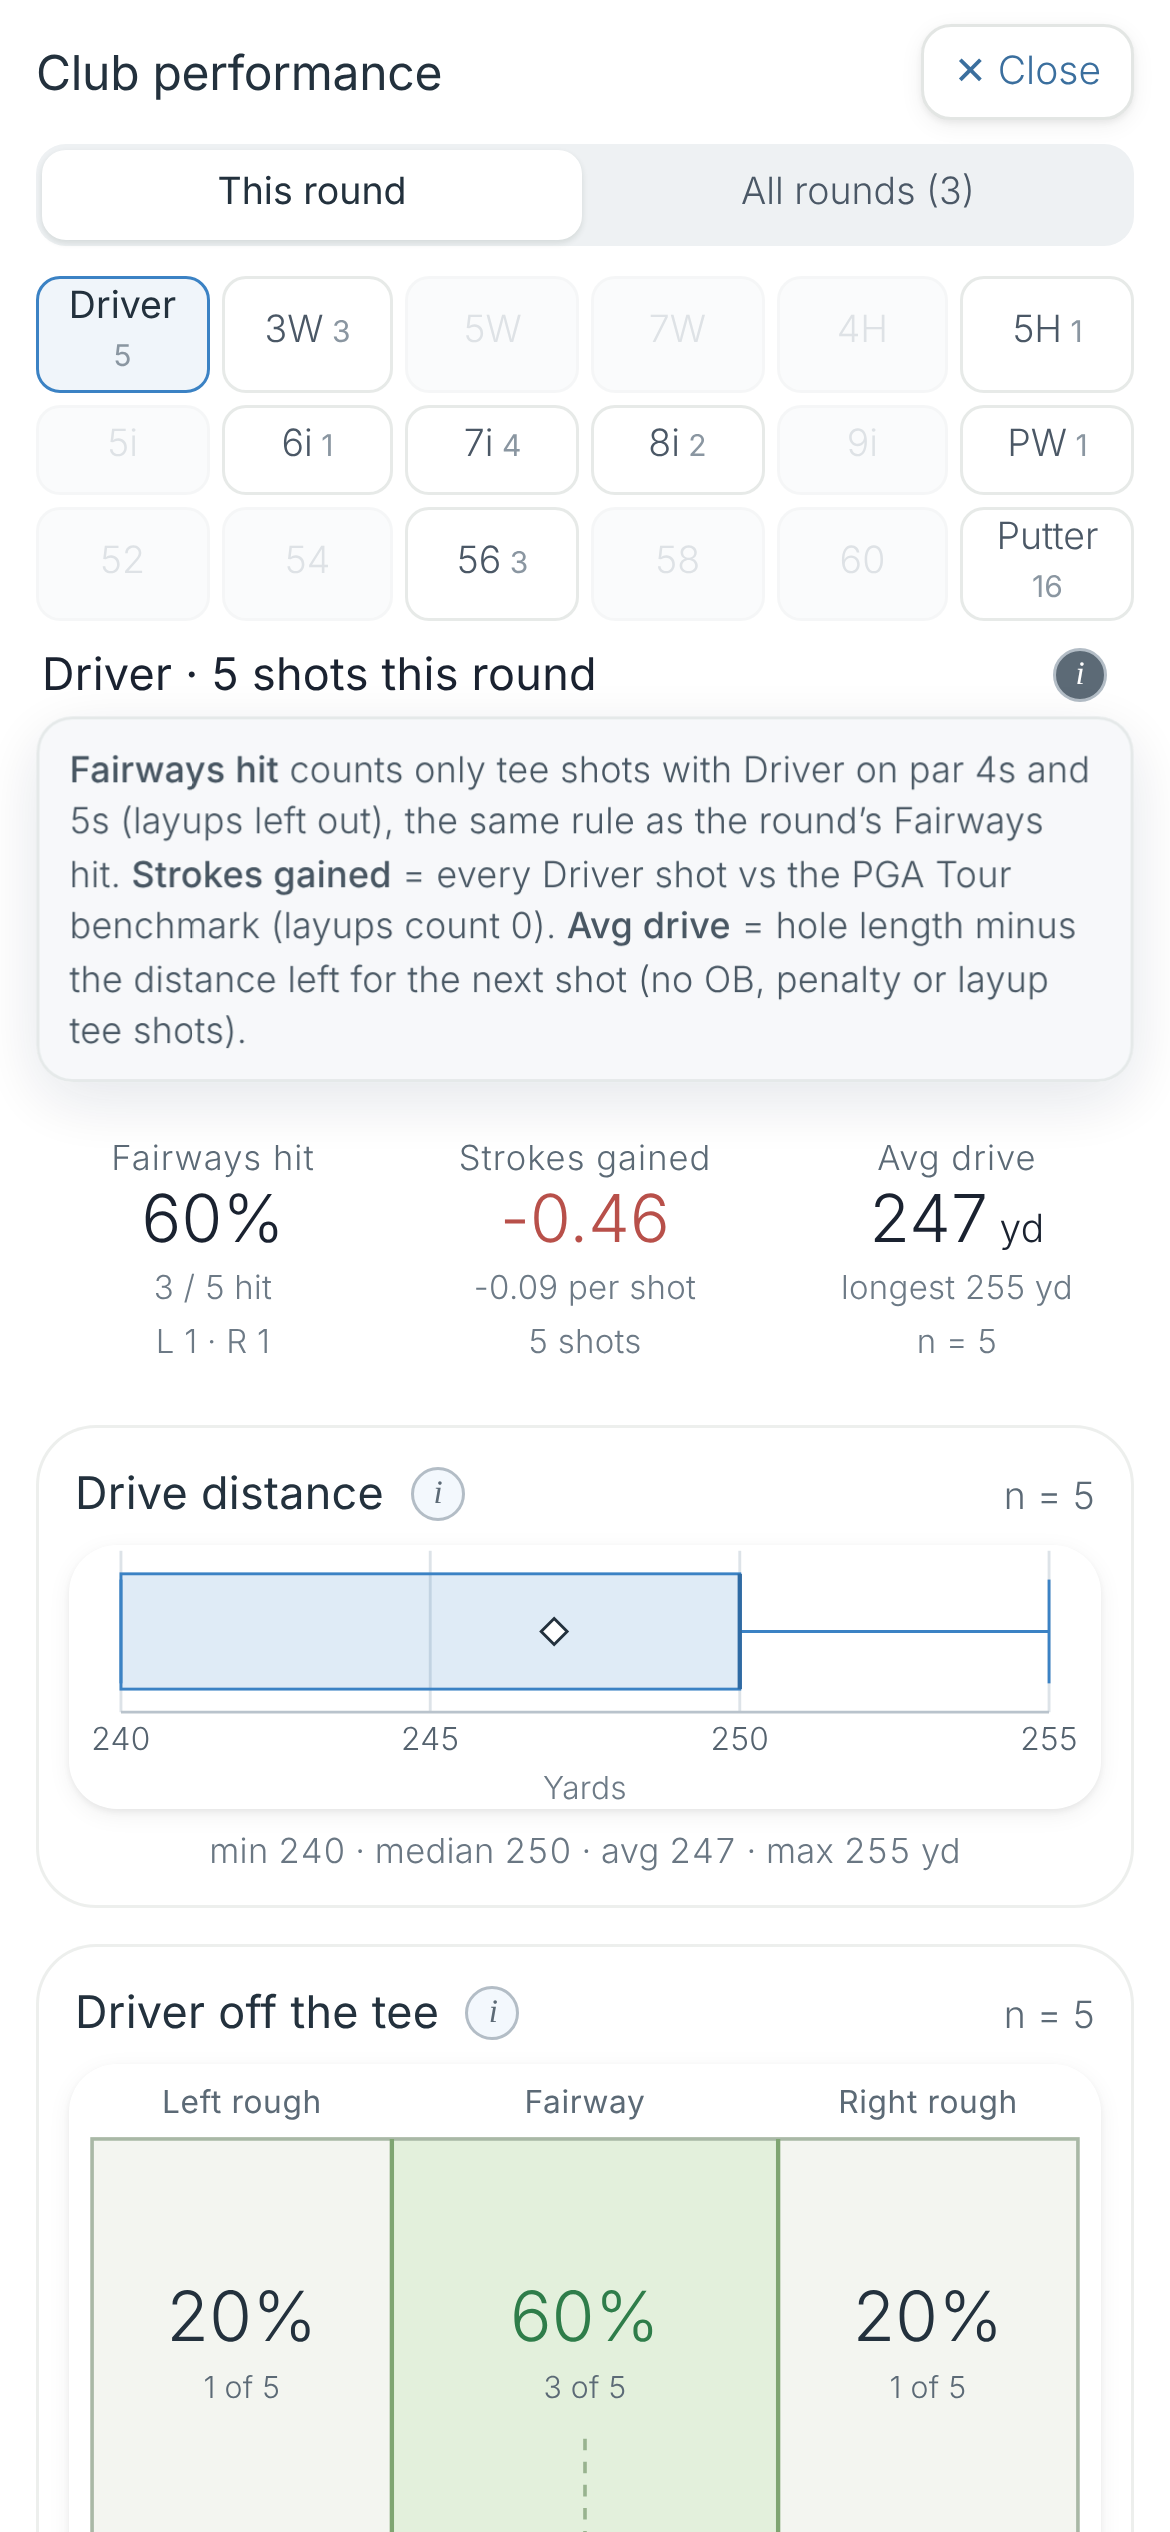 Club performance
✕ Close
This round
All rounds (3)
Driver
5
3W 3
5W
7W
4H
5H 1
5i
6i 1
7i 4
8i 2
9i
PW 1
52
54
56 3
58
60
Putter
16
Driver · 5 shots this round
i
Fairways hit counts only tee shots with Driver on par 4s and
5s (layups left out), the same rule as the round’s Fairways
hit. Strokes gained = every Driver shot vs the PGA Tour
benchmark (layups count 0). Avg drive = hole length minus
the distance left for the next shot (no OB, penalty or layup
tee shots).
Fairways hit
60%
3 / 5 hit
L 1 · R 1
Strokes gained
-0.46
-0.09 per shot
5 shots
Avg drive
247 yd
longest 255 yd
n = 5
Drive distance
i
n = 5
240
245
250
255
Yards
min 240 · median 250 · avg 247 · max 255 yd
Driver off the tee
i
n = 5
Left rough
Fairway
Right rough
20%
1 of 5
60%
3 of 5
20%
1 of 5